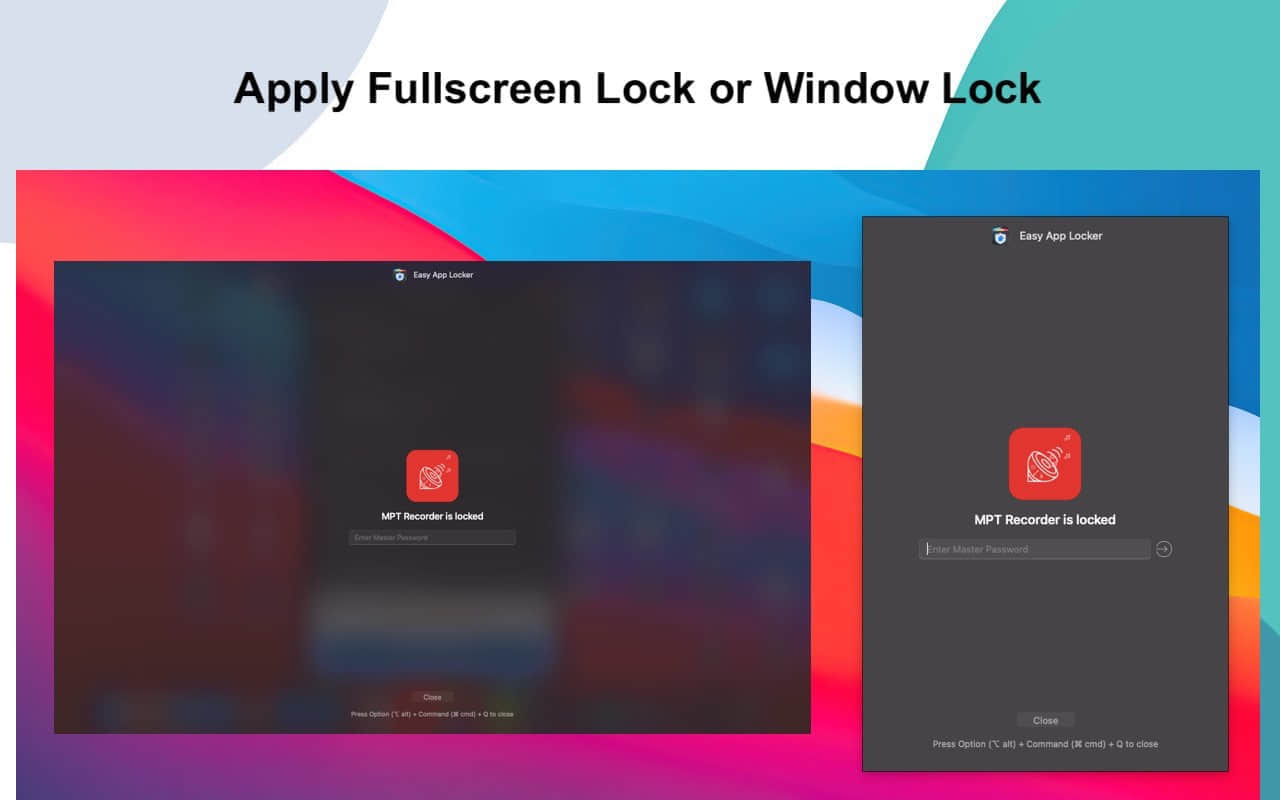 Apply Fullscreen Lock or Window Lock
Easy App Locker
MPT Recorder is locked
Enter Master Password
Close
Press Option (⌥ alt) + Command (⌘ cmd) + Q to close
Easy App Locker
MPT Recorder is locked
Enter Master Password
Close
Press Option (⌥ alt) + Command (⌘ cmd) + Q to close